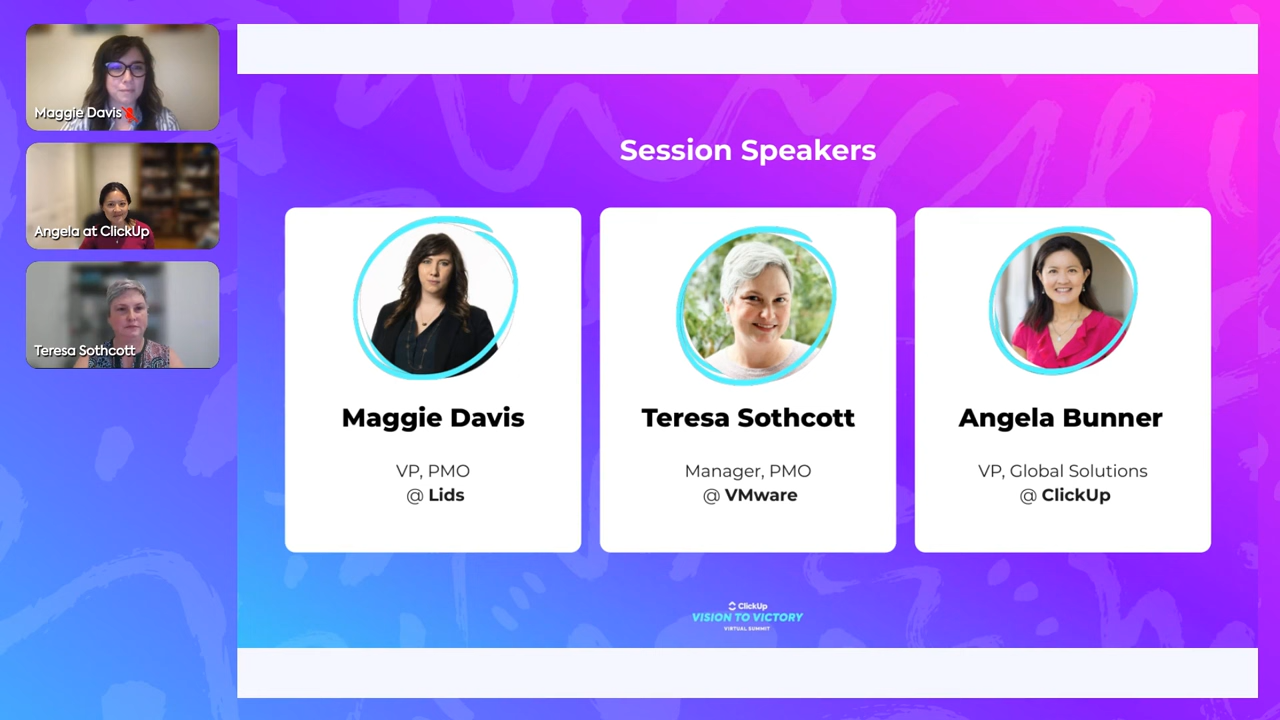 Maggie Davis
Angela at ClickUp
Teresa Sothcott
Session Speakers
Maggie Davis
VP, PMO
@ Lids
Teresa Sothcott
Manager, PMO
@ VMware
Angela Bunner
VP, Global Solutions
@ ClickUp
ClickUp
VISION TO VICTORY
VIRTUAL SUMMIT